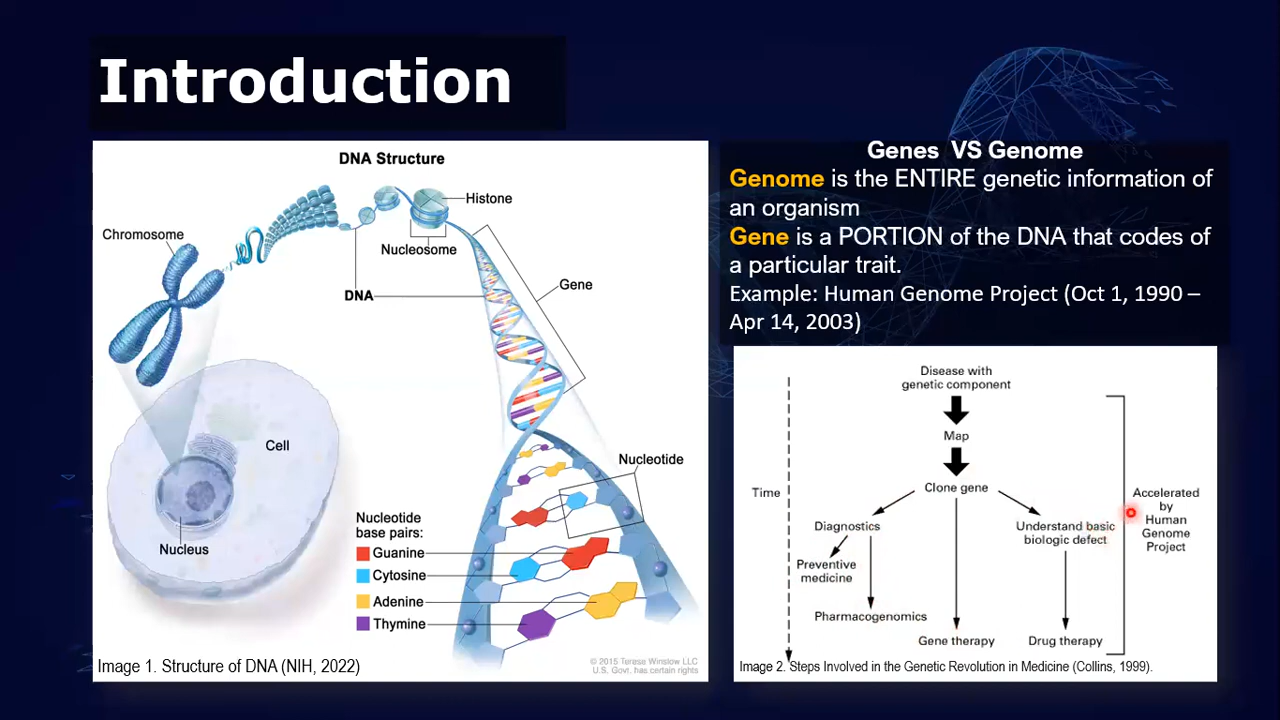 Introduction
DNA Structure
Histone
Chromosome
Nucleosome
Gene
DNA
Cell
Nucleotide
Nucleus
Nucleotide
base pairs:
Guanine
Cytosine
Adenine
Thymine
Image 1. Structure of DNA (NIH, 2022)
© 2015 Terese Winslow LLC
U.S. Govt. has certain rights
Genes VS Genome
Genome is the ENTIRE genetic information of
an organism
Gene is a PORTION of the DNA that codes of
a particular trait.
Example: Human Genome Project (Oct 1, 1990 –
Apr 14, 2003)
Disease with
genetic component
Map
Clone gene
Time
Diagnostics
Understand basic
biologic defect
Accelerated
by
Human
Genome
Project
Preventive
medicine
Pharmacogenomics
Gene therapy
Drug therapy
Image 2. Steps Involved in the Genetic Revolution in Medicine (Collins, 1999).